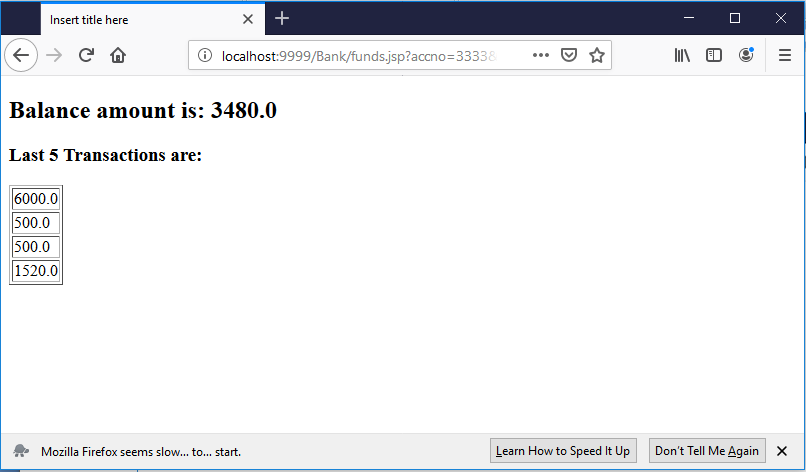 Insert title here
localhost:9999/Bank/funds.jsp?accno=3333&
Balance amount is: 3480.0
Last 5 Transactions are:
6000.0
500.0
500.0
1520.0
Mozilla Firefox seems slow... to... start.
Learn How to Speed It Up
Don't Tell Me Again